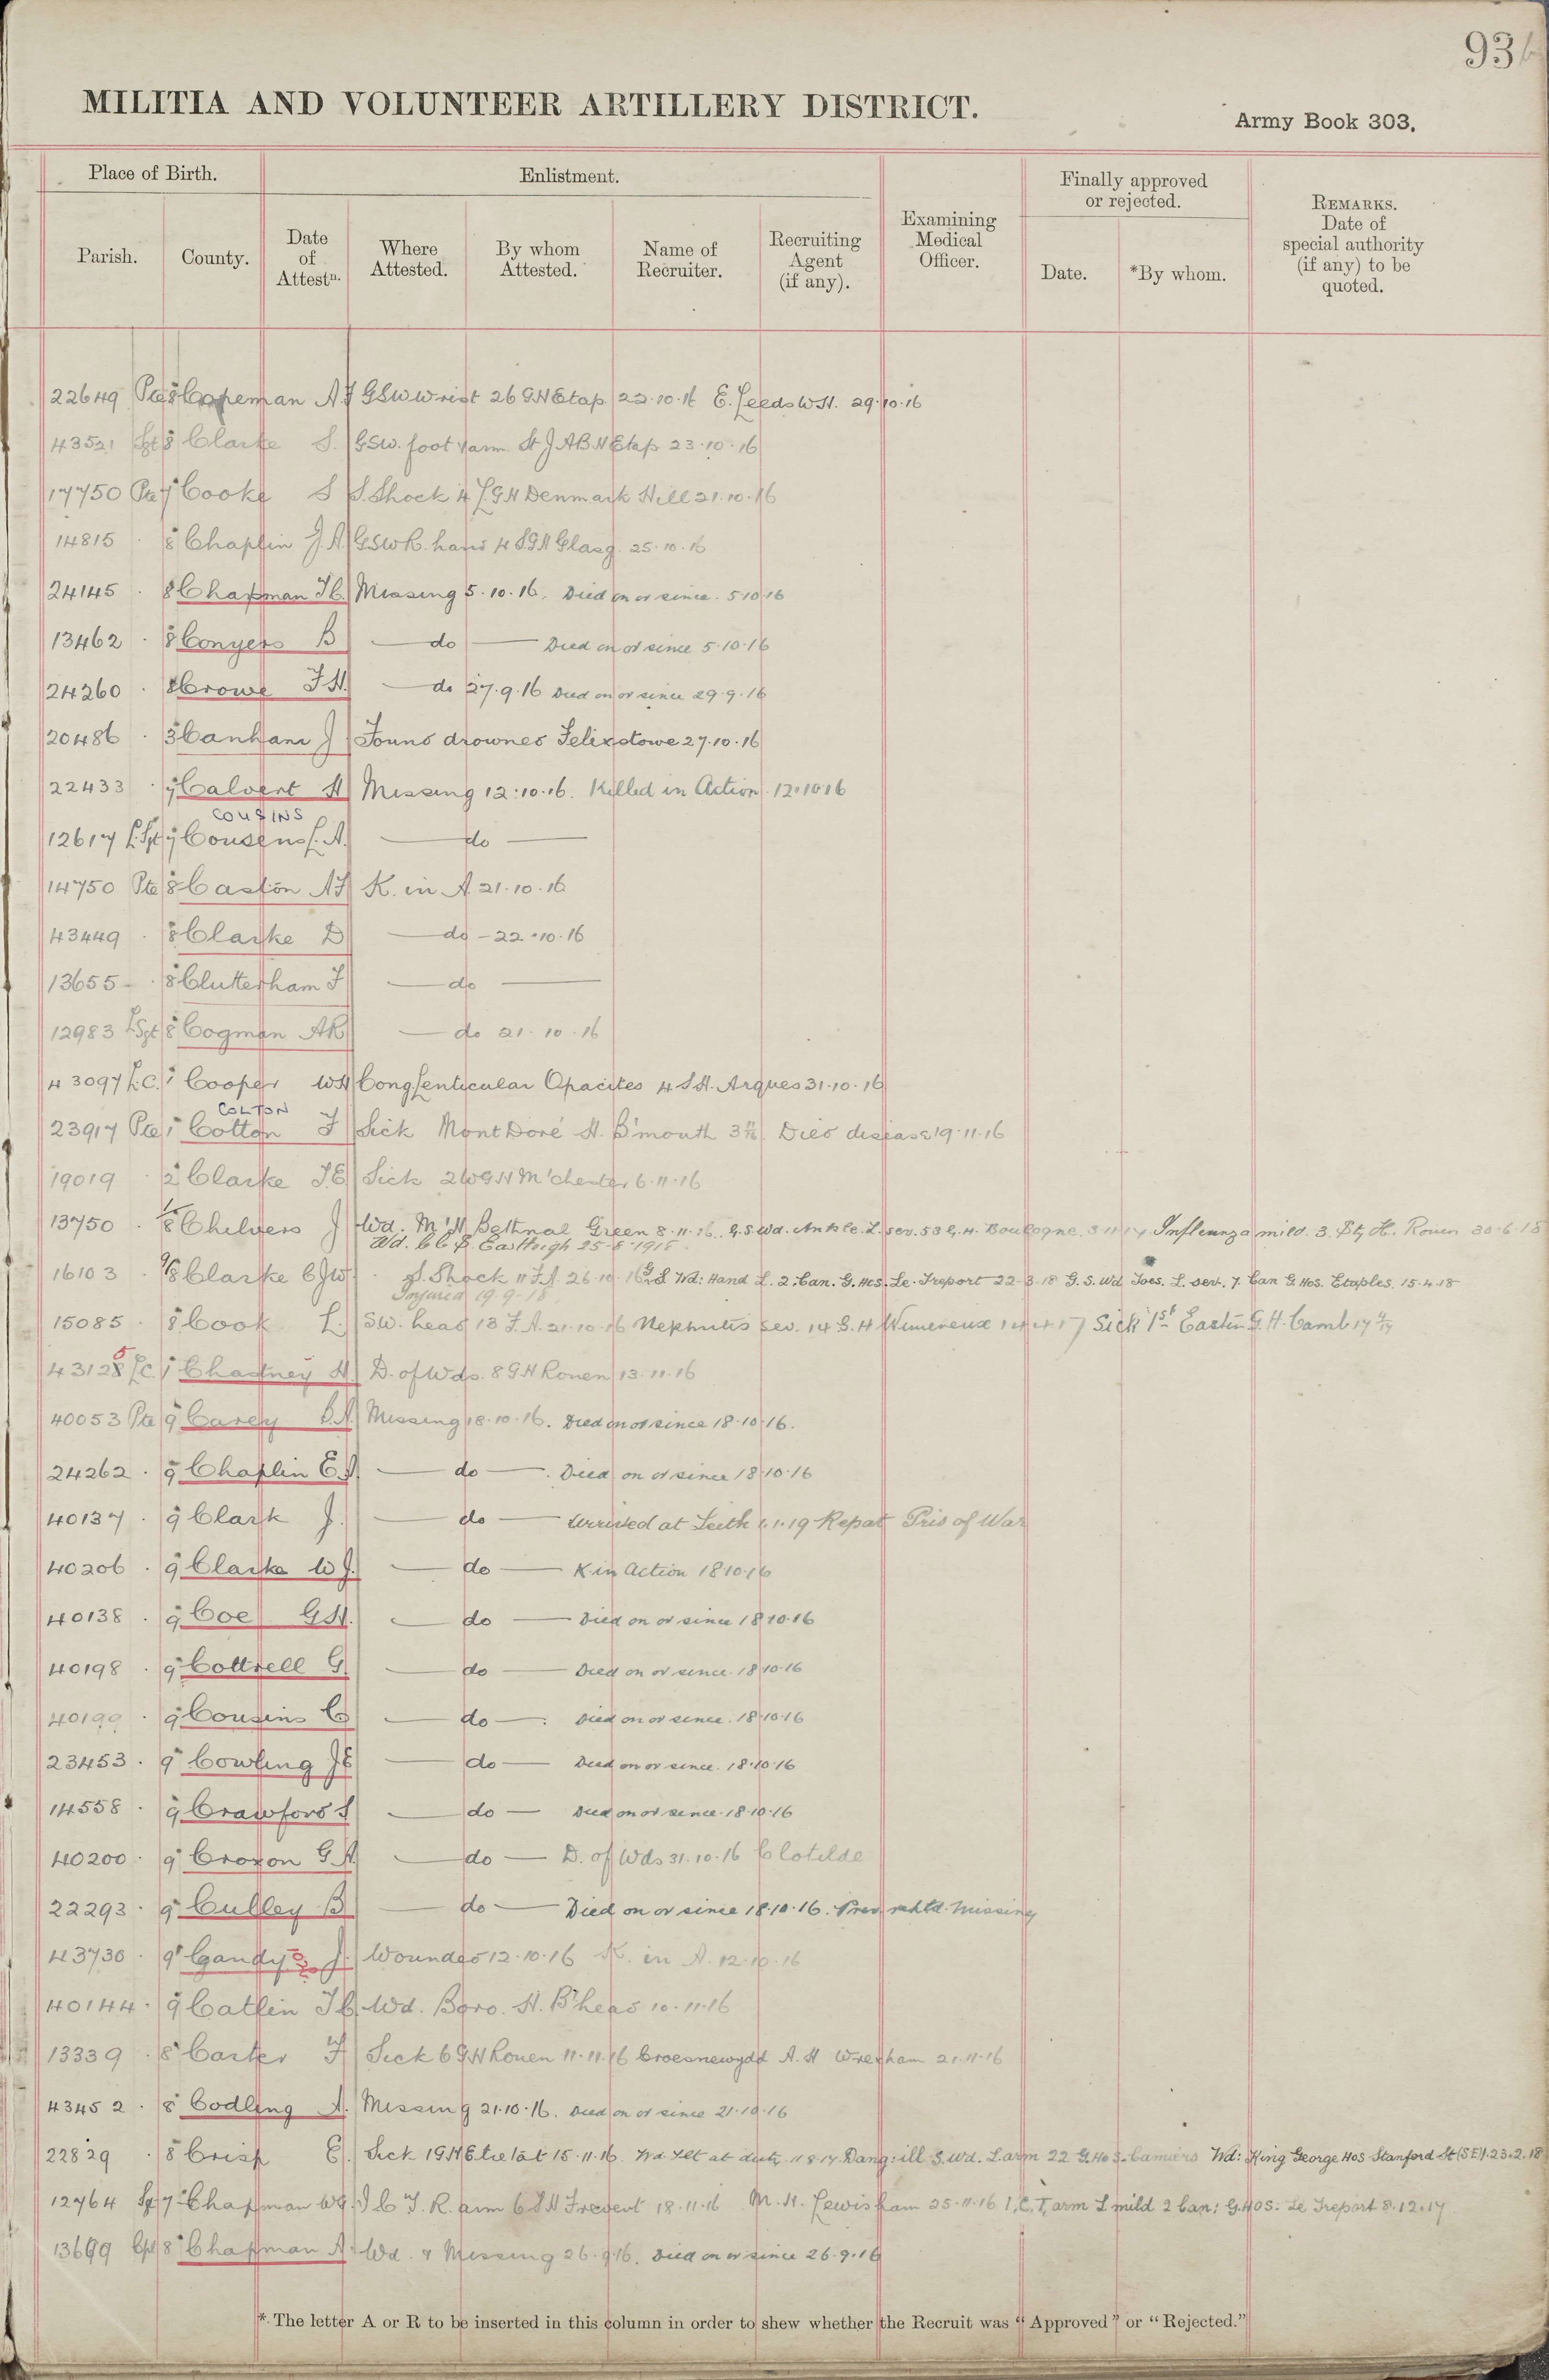 93b
MILITIA AND VOLUNTEER ARTILLERY DISTRICT.
Army Book 303.
Place of Birth.
Enlistment.
Finally approved or rejected.
Parish.
County.
Date of Attestn.
Where Attested.
By whom Attested.
Name of Recruiter.
Recruiting Agent (if any).
Examining Medical Officer.
Date.
*By whom.
REMARKS. Date of special authority (if any) to be quoted.
22649 Pte 8 Copeman A.F GSW wrist 26 GH Etap 22.10.16 E. Leeds W.H. 29.10.16
43521 Sgt 8 Clarke S. GSW. foot & arm. St J AB H Etap 23.10.16
17750 Pte 7 Cooke S S. Shock 4 LGH Denmark Hill 21.10.16
14815 . 8 Chaplin J.A GSW R. hand 4 SGH Glasg. 25.10.16
24145 . 8 Chapman T C. Missing 5.10.16. Died on or since. 5.10.16
13462 . 8 Conyers B — do — Died on or since 5.10.16
24260 . 8 Crowe F.H. — do 27.9.16 Died on or since 29.9.16
20486 . 3 Canham J Found drowned Felixstowe 27.10.16
22433 . 7 Calvert H Missing 12.10.16. Killed in Action. 12.10.16
COUSINS
12617 L.Sgt 7 Cousens L.A. — do —
14750 Pte 8 Caston A F K. in A. 21.10.16
43449 . 8 Clarke D — do - 22.10.16
13655 - . 8 Clutterham F — do —
12983 LSgt 8 Cogman AR — do 21.10.16
43097 L.C. 1 Cooper WH Cong Lenticular Opacites 4 S.H. Arques 31.10.16
COLTON
23917 Pte 1 Cotton F Sick Mont Doré H. B'mouth 3/11/16. Died disease 19.11.16
19019 . 2 Clarke T.E Sick 2WGH M'chester 6.11.16
13750 . 1/8 Chilvers J Wd. M'H Bethnal Green 8.11.16. G.S.Wd. Ankle. L. sev. 53 G.H. Boulogne. 3.11.17 Influenza mild. 3. Sty H. Rouen 30.6.18
Wd. C C S. Eastleigh 25-8-1918.
16103 . 9/8 Clarke C J W . S. Shock 11 F.A 26.10.16 G.S. Wd: Hand L. 2. Can. G. Hos. Le. Treport 22-3-18 G.S. Wd. Toes. L. sev. 7. Can G. Hos. Etaples. 15.4.18
Injured 19-9-18
15085 . 8 Cook L. SW. head 13 F.A. 21.10.16 Nephritis sev. 14 G.H Wimereux 14.4.17 Sick 1st Eastn G.H. Camb 17
43128 5 L.C. 1 Chastney H. D. of Wds. 8 GH Rouen 13.11.16
40053 Pte 9 Carey Missing 18.10.16. Died on or since 18.10.16.
24262 . 9 Chaplin — do — . Died on or since 18.10.16
40137 . 9 Clark J. — do — Arrived at Leith 1.1.19 Repat Pris of War
40206 . 9 Clarke W J. — do — K in Action 18.10.16
40138 . 9 Coe G H. — do — Died on or since 18.10.16
40198 . 9 Cottrell G. — do — Died on or since. 18.10.16
40199 . 9 Cousins C — do — . Died on or since. 18.10.16
23453 . 9 Cowling J E — do — Died on or since. 18.10.16
14558 . 9 Crawford S — do — Died on or since. 18.10.16
40200 . 9 Croxon G.A — do — D. of Wds 31.10.16 Clotilde
22293 . 9 Culley B — do — Died on or since 18.10.16. Prev rehtd. Missing
43730 . 9 Candy J. Wounded 12.10.16 K. in A. 12.10.16
40144 . 9 Catlin T C. Wd. Boro. H. B'head 10.11.16
13339 . 8 Carter F Sick 6 GH Rouen 11.11.16 Croesnewydd A. H Wrexham 21.11.16
43452 . 8 Codling A. Missing 21.10.16. Died on or since 21.10.16
22829 . 8 Crisp E. Sick 1 GH Etretat 15.11.16. Wd Slt at duty 11.8.17 Dang: ill S. Wd. L arm 22 G. Hos. Camiers Wd: King George Hos Stanford St (SE). 23.2.18
12764 Sgt 7 Chapman W G. I C T. R. arm 6 S H Frevent 18.11.16 M. H. Lewisham 25.11.16 I.C.T. arm L mild 2 Can: G. HOS: Le Treport 8.12.17
13699 Cpl 8 Chapman A. Wd. & Missing 26.9.16. Died on or since 26.9.16
*. The letter A or R to be inserted in this column in order to shew whether the Recruit was “ Approved ” or “ Rejected.”